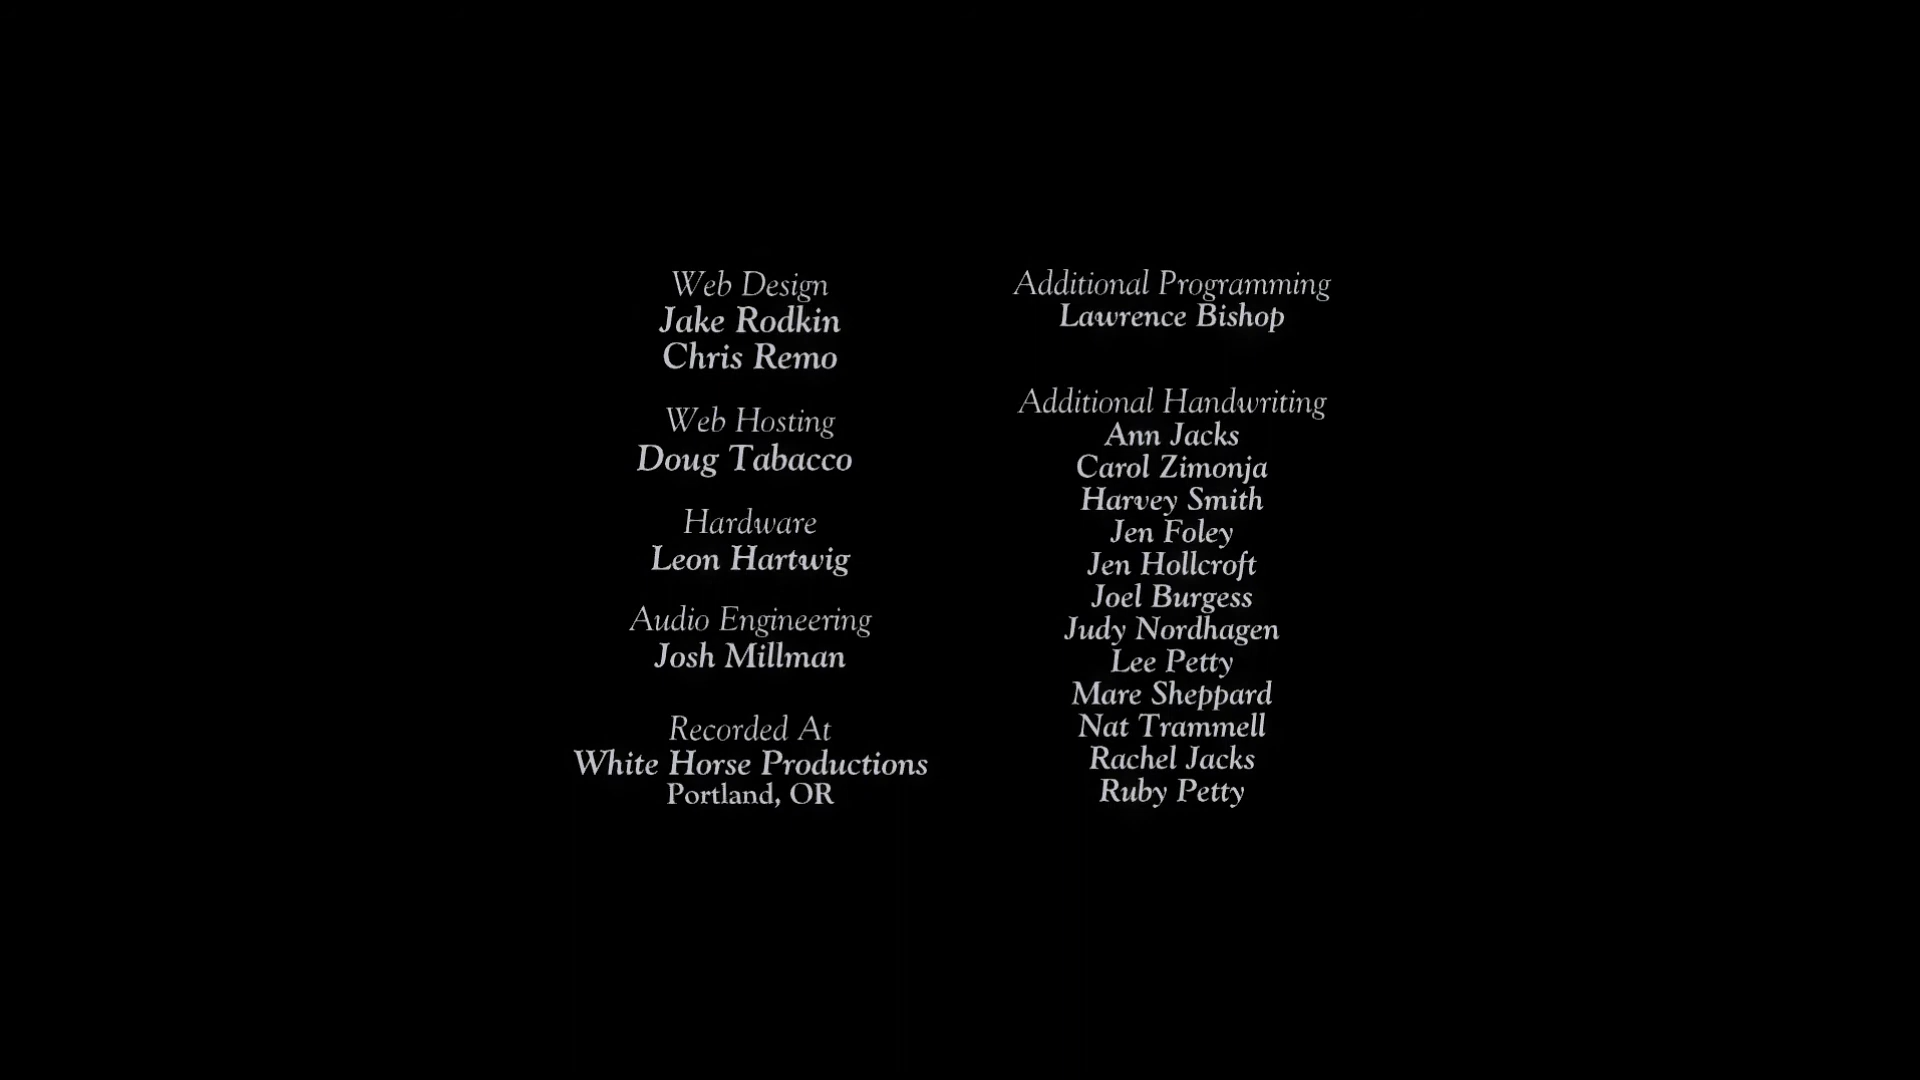 Web Design
Jake Rodkin
Chris Remo
Web Hosting
Doug Tabacco
Hardware
Leon Hartwig
Audio Engineering
Josh Millman
Recorded At
White Horse Productions
Portland, OR
Additional Programming
Lawrence Bishop
Additional Handwriting
Ann Jacks
Carol Zimonja
Harvey Smith
Jen Foley
Jen Hollcroft
Joel Burgess
Judy Nordhagen
Lee Petty
Mare Sheppard
Nat Trammell
Rachel Jacks
Ruby Petty